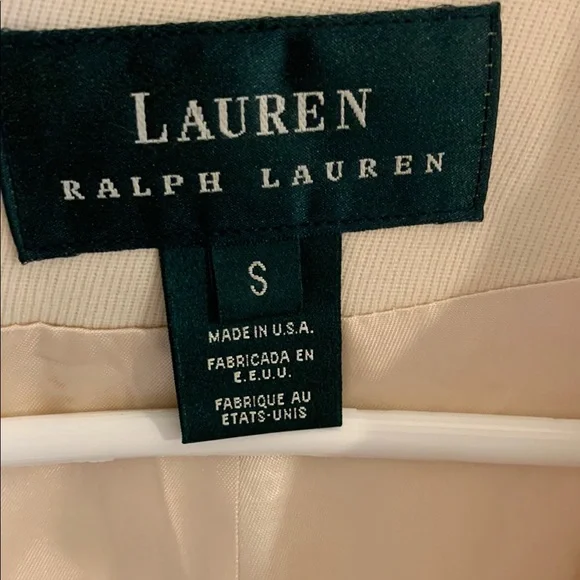 LAUREN
RALPH LAUREN
S
MADE IN U.S.A.
FABRICADA EN
E.E.U.U.
FABRIQUE AU
ETATS-UNIS